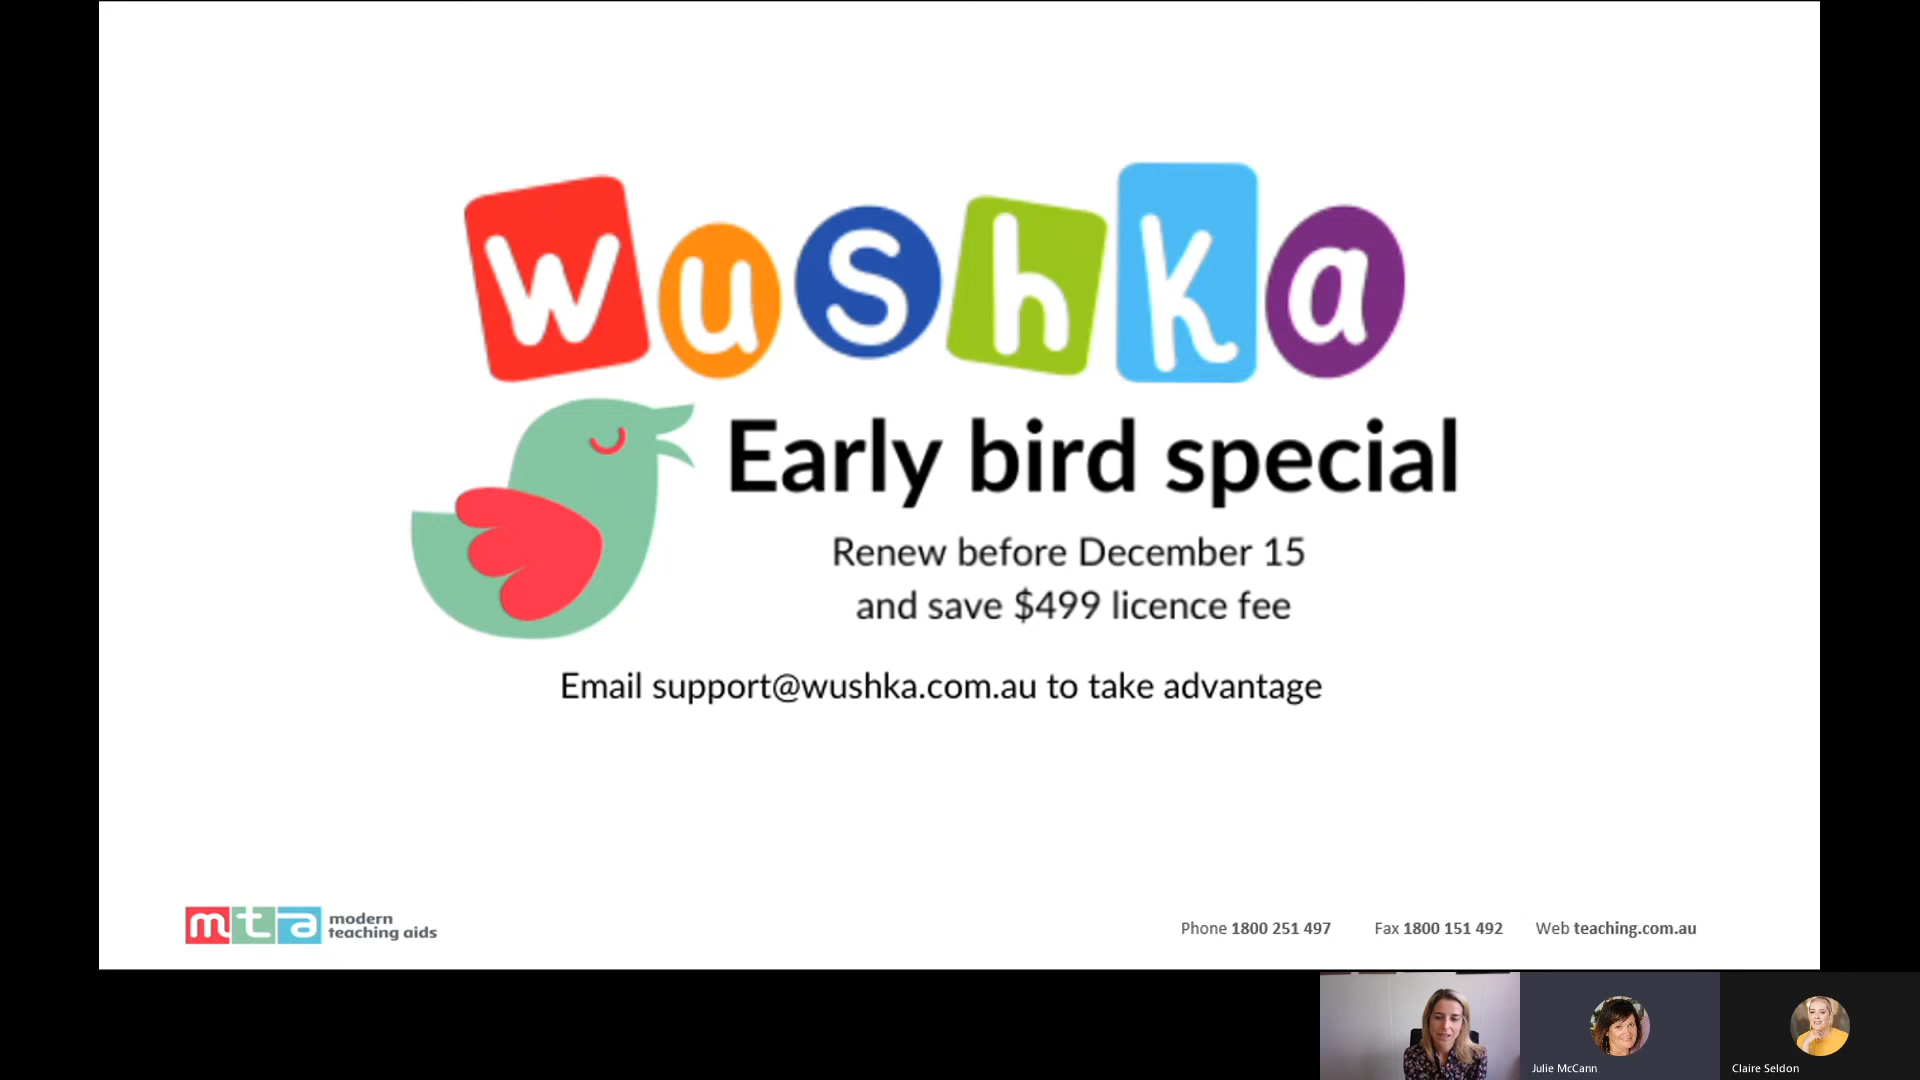 wushka
Early bird special
Renew before December 15
and save $499 licence fee
Email support@wushka.com.au to take advantage
mta modern
teaching aids
Phone 1800 251 497 Fax 1800 151 492 Web teaching.com.au
Julie McCann Claire Seldon